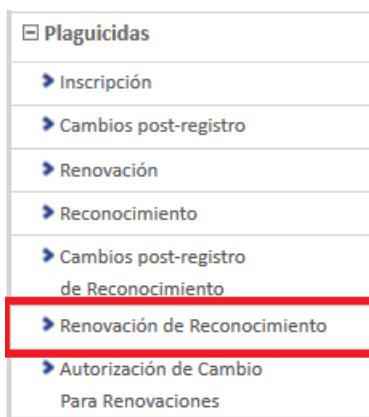 Plaguicidas
Inscripción
Cambios post-registro
Renovación
Reconocimiento
Cambios post-registro
de Reconocimiento
Renovación de Reconocimiento
Autorización de Cambio
Para Renovaciones